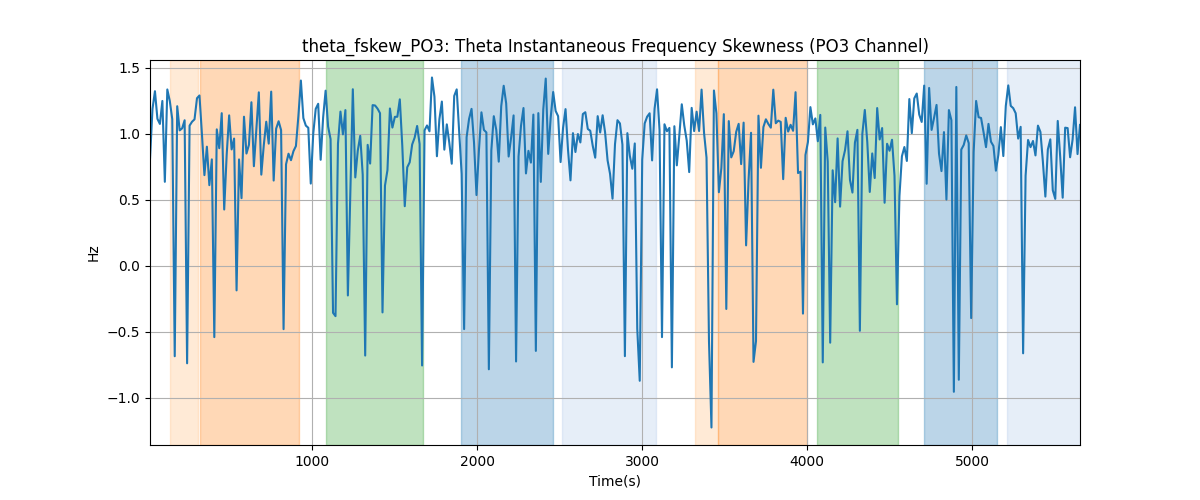 theta_fskew_PO3: Theta Instantaneous Frequency Skewness (PO3 Channel)
1.5
1.0
0.5
0.0
−0.5
−1.0
Hz
1000 2000 3000 4000 5000
Time(s)